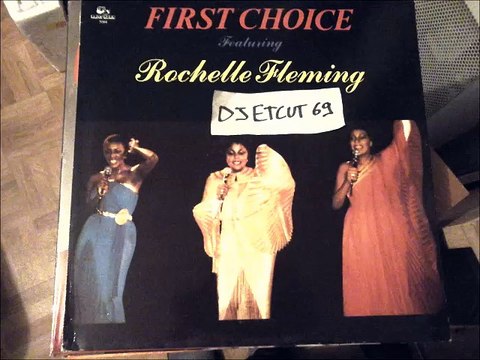 FIRST CHOICE
Featuring
Rochelle Fleming
DJ ETCUT 69